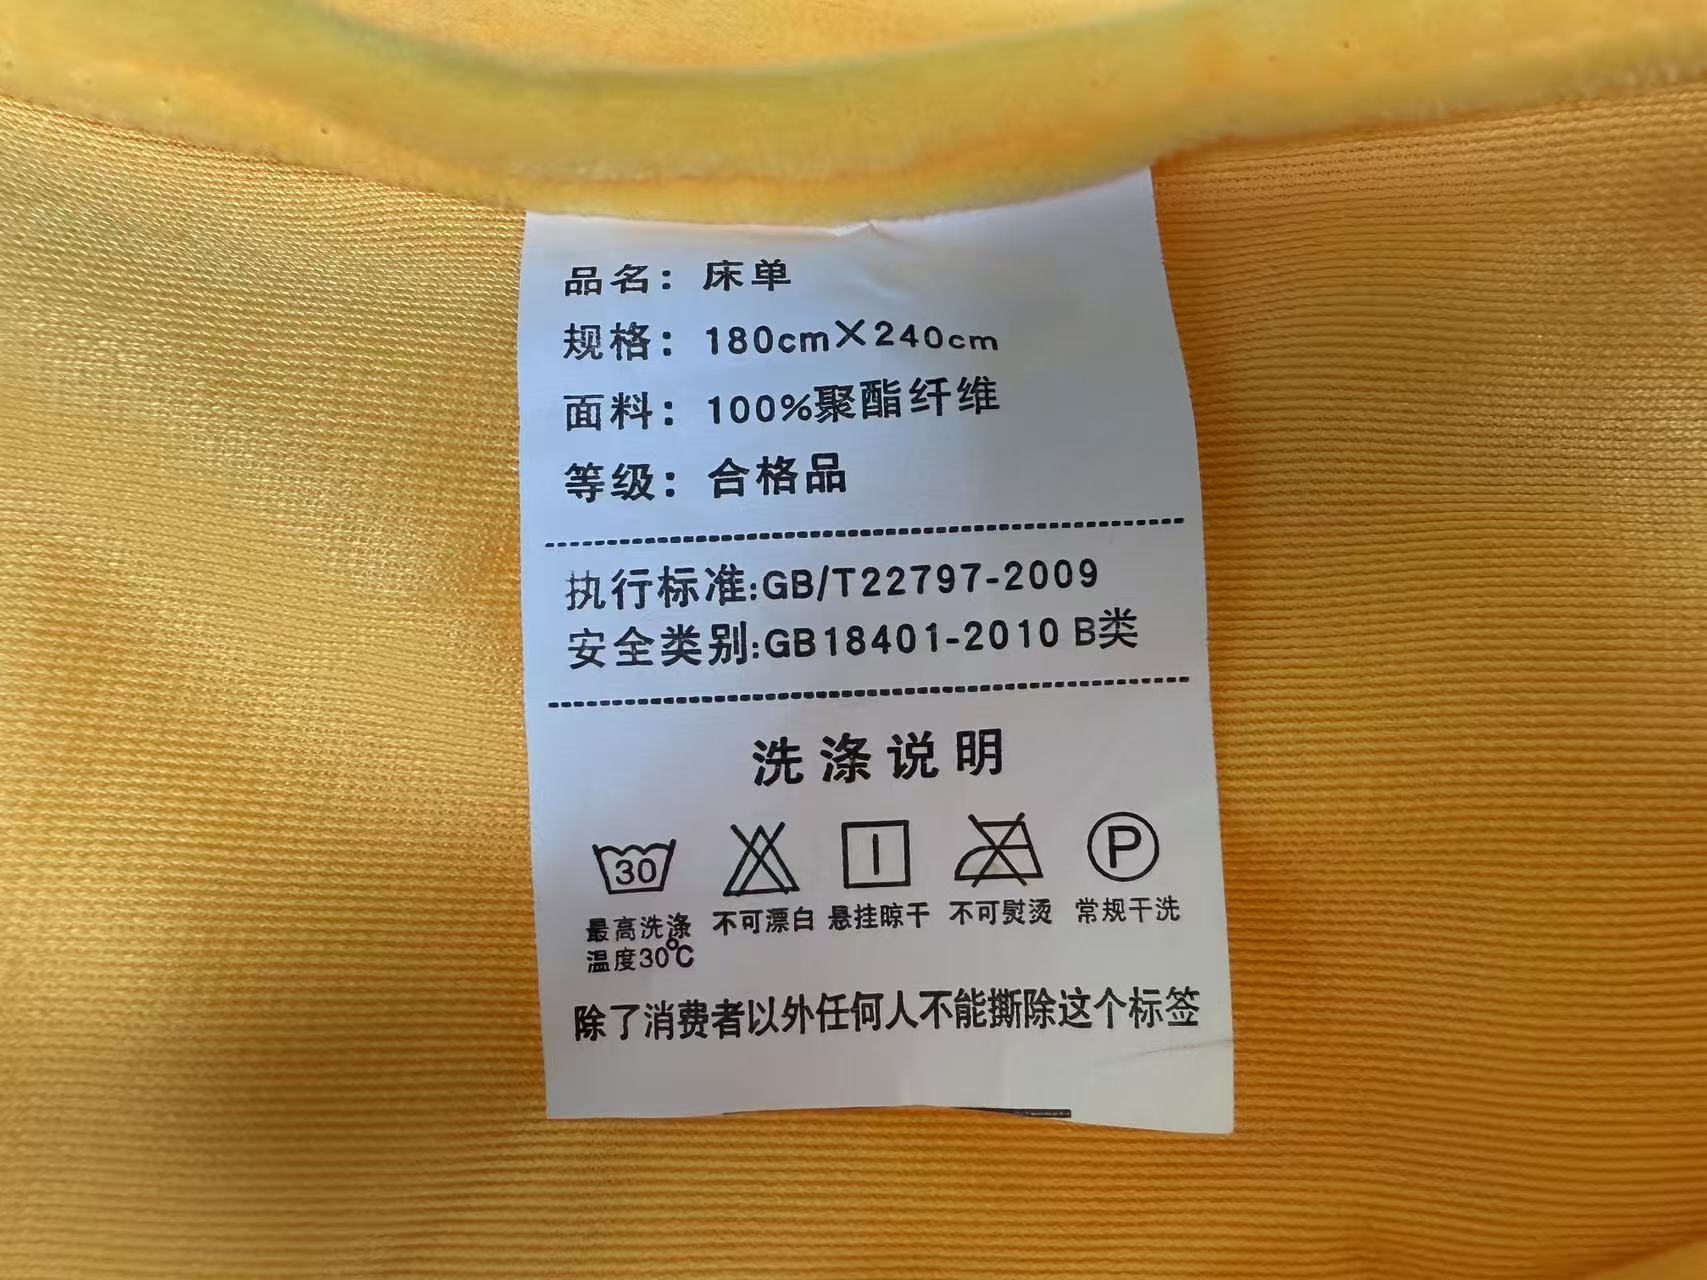 品名：床单
规格：180cm×240cm
面料：100%聚酯纤维
等级：合格品
执行标准:GB/T22797-2009
安全类别:GB18401-2010 B类
洗涤说明
30
P
最高洗涤 不可漂白 悬挂晾干 不可熨烫 常规干洗
温度30℃
除了消费者以外任何人不能撕除这个标签